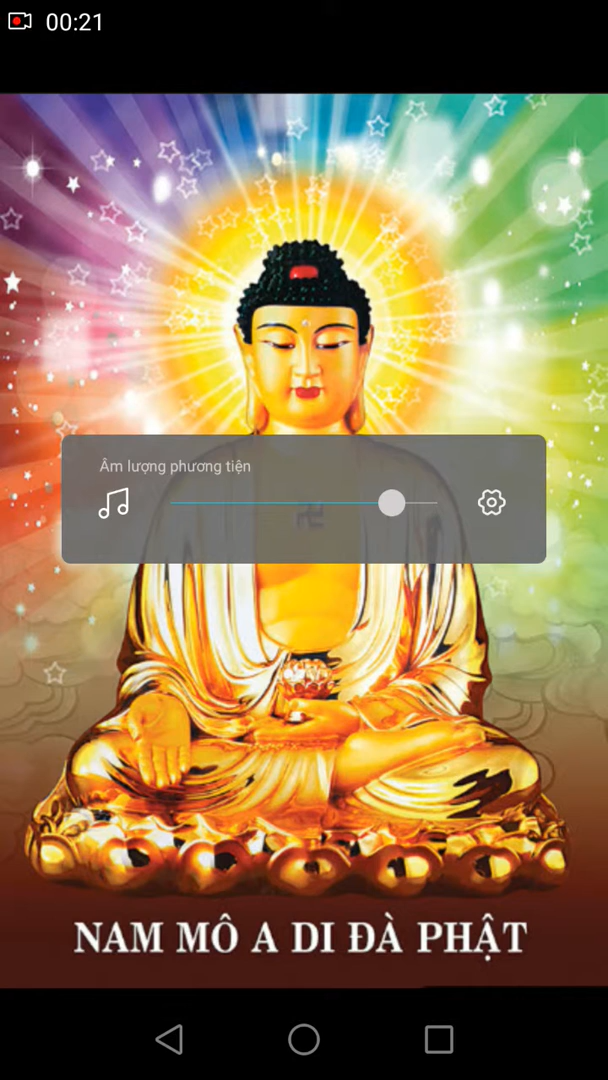 00:21
Âm lượng phương tiện
NAM MÔ A DI ĐÀ PHẬT